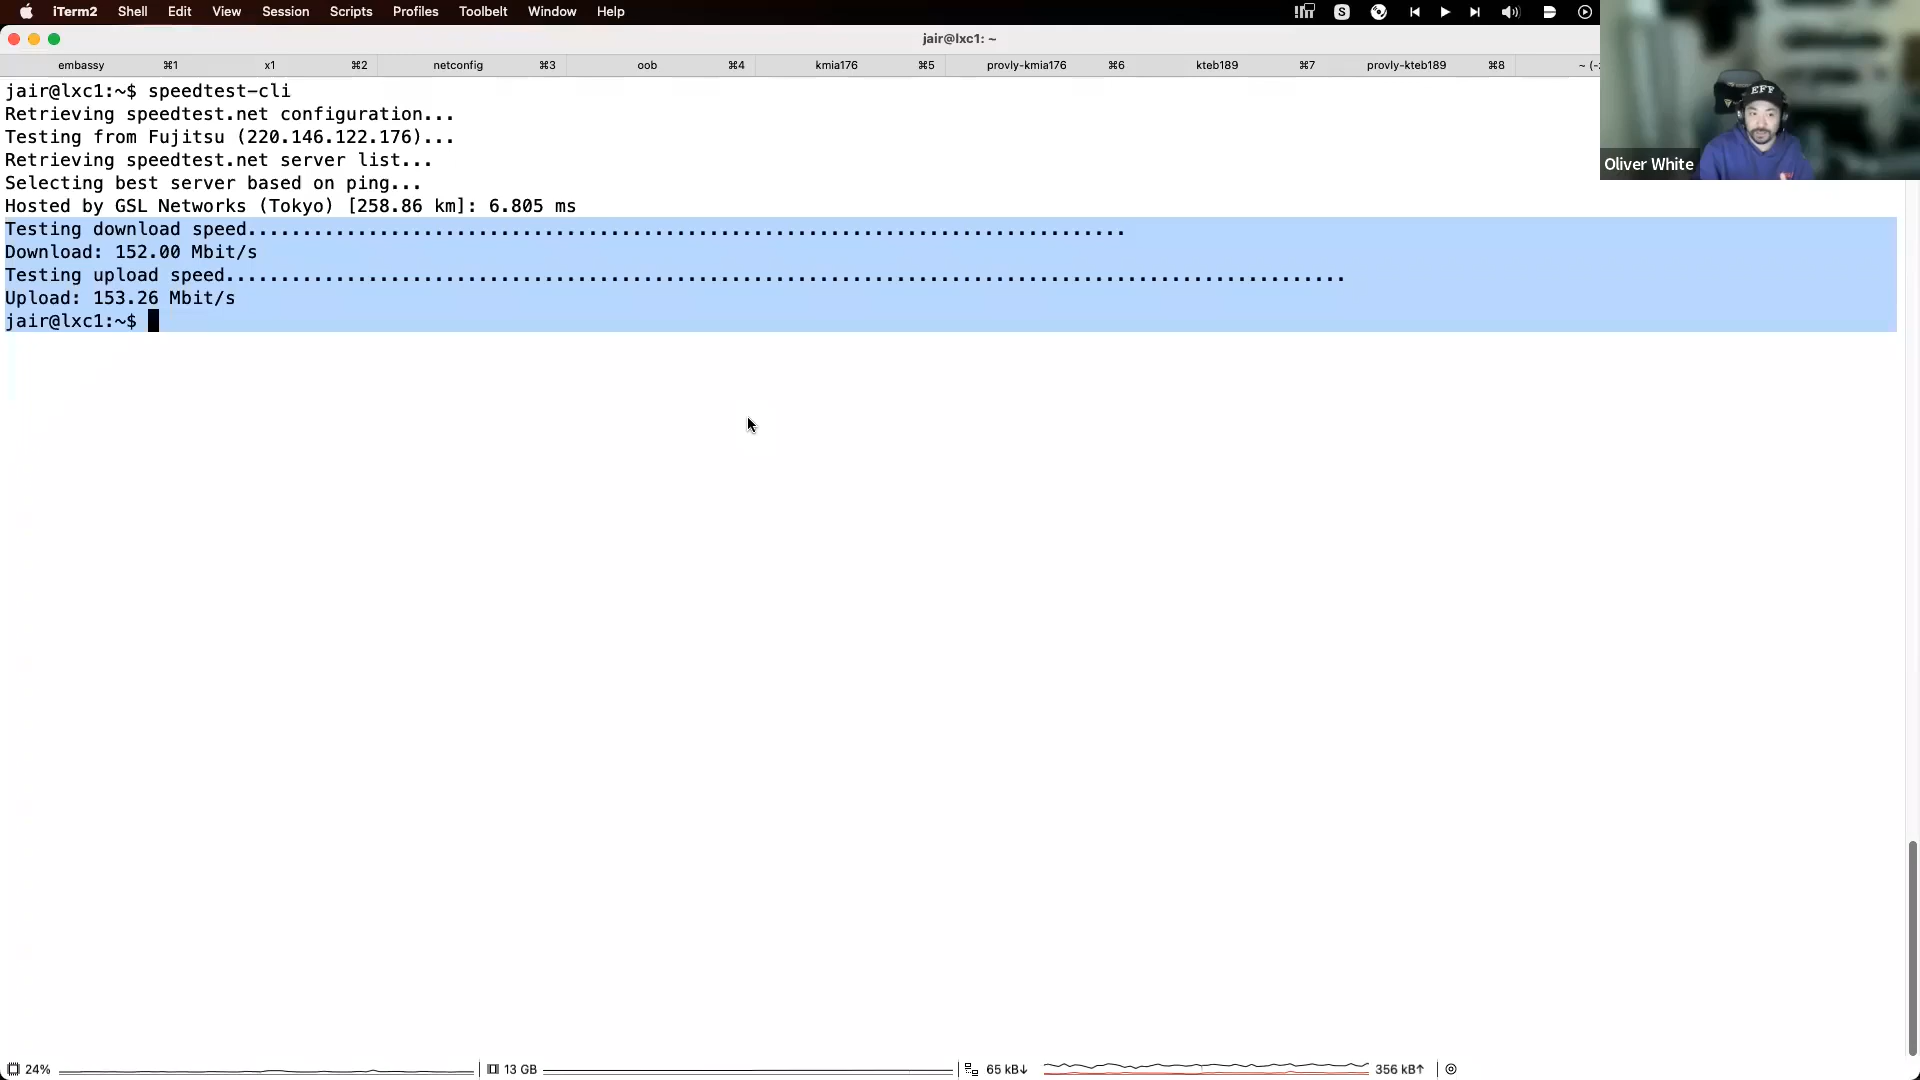 iTerm2 Shell Edit View Session Scripts Profiles Toolbelt Window Help
jair@lxc1: ~
embassy ⌘1 x1 ⌘2 netconfig ⌘3 oob ⌘4 kmia176 ⌘5 provly-kmia176 ⌘6 kteb189 ⌘7 provly-kteb189 ⌘8 ~ (-
jair@lxc1:~$ speedtest-cli
Retrieving speedtest.net configuration...
Testing from Fujitsu (220.146.122.176)...
Retrieving speedtest.net server list...
Selecting best server based on ping...
Hosted by GSL Networks (Tokyo) [258.86 km]: 6.805 ms
Testing download speed................................................................................
Download: 152.00 Mbit/s
Testing upload speed......................................................................................................
Upload: 153.26 Mbit/s
jair@lxc1:~$
EFF
Oliver White
24% 13 GB 65 kB↓ 356 kB↑